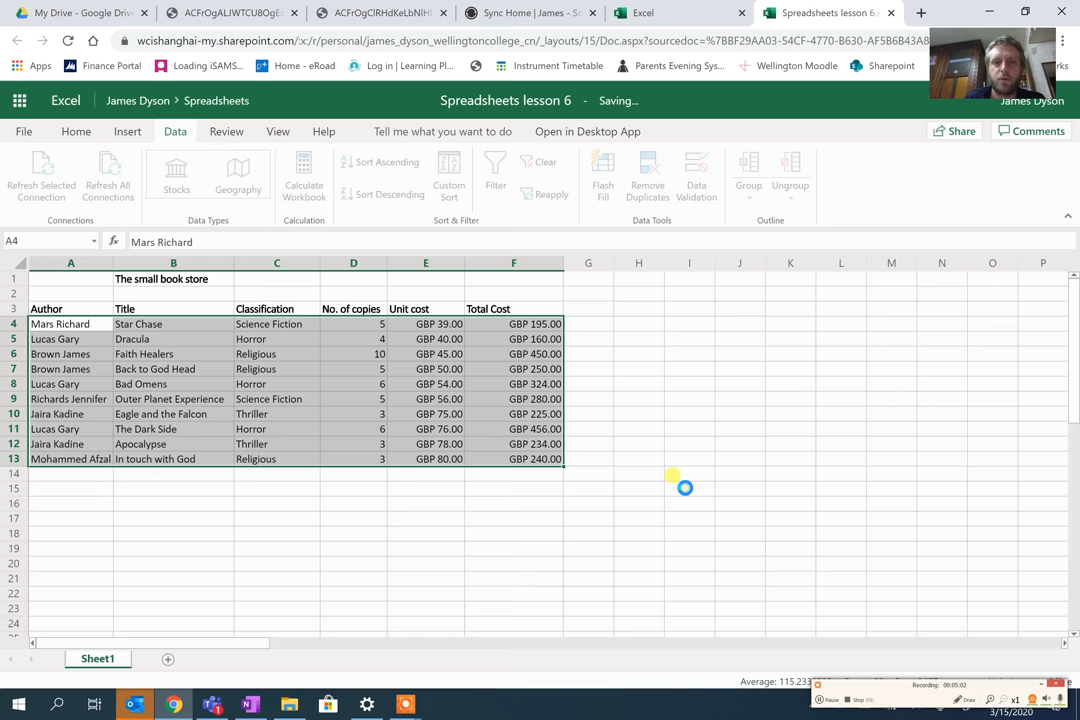 My Drive - Google Drive
ACFrOgALJWTCU8OgE
ACFrOgClRHdKeLbNlH
Sync Home | James - S
Excel
Spreadsheets lesson 6.
wcishanghai-my.sharepoint.com/:x:/r/personal/james_dyson_wellingtoncollege_cn/_layouts/15/Doc.aspx?sourcedoc=%7BBF29AA03-54CF-4770-B630-AF5B6B43A8
Apps Finance Portal Loading iSAMS... Home - eRoad Log in | Learning Pl... Instrument Timetable Parents Evening Sys... Wellington Moodle Sharepoint
Excel James Dyson > Spreadsheets Spreadsheets lesson 6 - Saving... James Dyson
File Home Insert Data Review View Help Tell me what you want to do Open in Desktop App Share Comments
Refresh Selected Connection
Refresh All Connections
Stocks
Geography
Calculate Workbook
Sort Ascending
Sort Descending
Custom Sort
Filter
Clear
Reapply
Flash Fill
Remove Duplicates
Data Validation
Group
Ungroup
Connections Data Types Calculation Sort & Filter Data Tools Outline
A4 fx Mars Richard
A B C D E F G H I J K L M N O P
1 The small book store
2
3 Author Title Classification No. of copies Unit cost Total Cost
4 Mars Richard Star Chase Science Fiction 5 GBP 39.00 GBP 195.00
5 Lucas Gary Dracula Horror 4 GBP 40.00 GBP 160.00
6 Brown James Faith Healers Religious 10 GBP 45.00 GBP 450.00
7 Brown James Back to God Head Religious 5 GBP 50.00 GBP 250.00
8 Lucas Gary Bad Omens Horror 6 GBP 54.00 GBP 324.00
9 Richards Jennifer Outer Planet Experience Science Fiction 5 GBP 56.00 GBP 280.00
10 Jaira Kadine Eagle and the Falcon Thriller 3 GBP 75.00 GBP 225.00
11 Lucas Gary The Dark Side Horror 6 GBP 76.00 GBP 456.00
12 Jaira Kadine Apocalypse Thriller 3 GBP 78.00 GBP 234.00
13 Mohammed Afzal In touch with God Religious 3 GBP 80.00 GBP 240.00
14
15
16
17
18
19
20
21
22
23
24
Sheet1
Average: 115.233
Recording: 00:05:02
Pause Stop (F9) Draw x1
3/15/2020